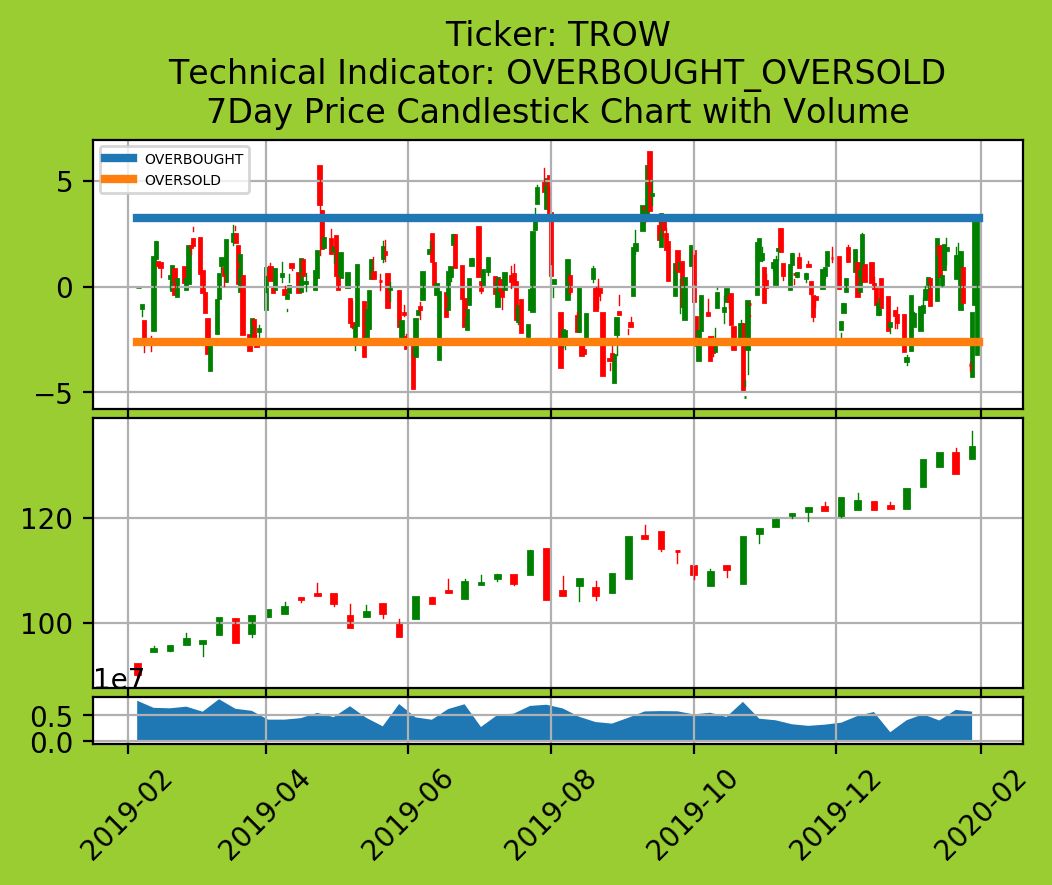 Ticker: TROW
Technical Indicator: OVERBOUGHT_OVERSOLD
7Day Price Candlestick Chart with Volume
OVERBOUGHT
OVERSOLD
5
0
−5
120
100
1e7
0.5
0.0
2019-02
2019-04
2019-06
2019-08
2019-10
2019-12
2020-02